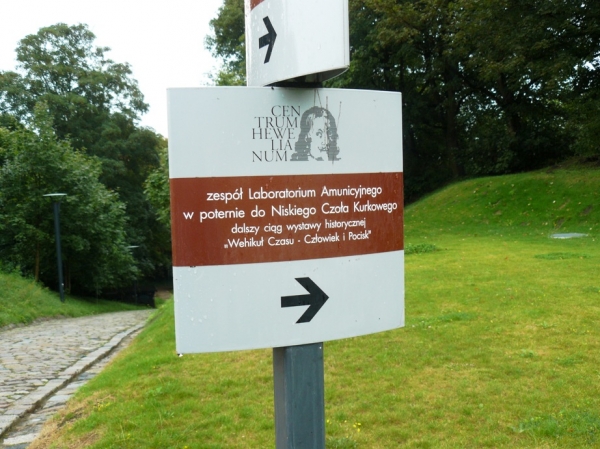 CEN
TRUM
HEWE
LIA
NUM
zespół Laboratorium Amunicyjnego
w poternie do Niskiego Czoła Kurkowego
dalszy ciąg wystawy historycznej
„Wehikuł Czasu - Człowiek i Pocisk"